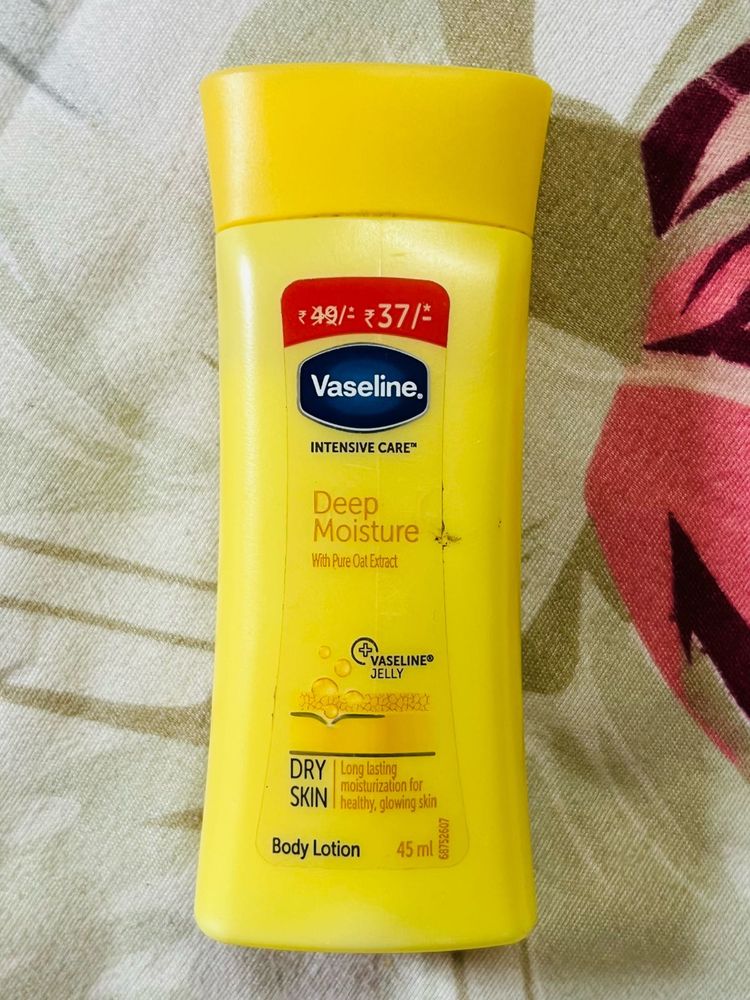 ₹ 49/-* ₹37/-*
Vaseline®
INTENSIVE CARE™
Deep
Moisture
With Pure Oat Extract
VASELINE®
JELLY
DRY
SKIN
Long lasting
moisturization for
healthy, glowing skin
Body Lotion
45 ml
68752607